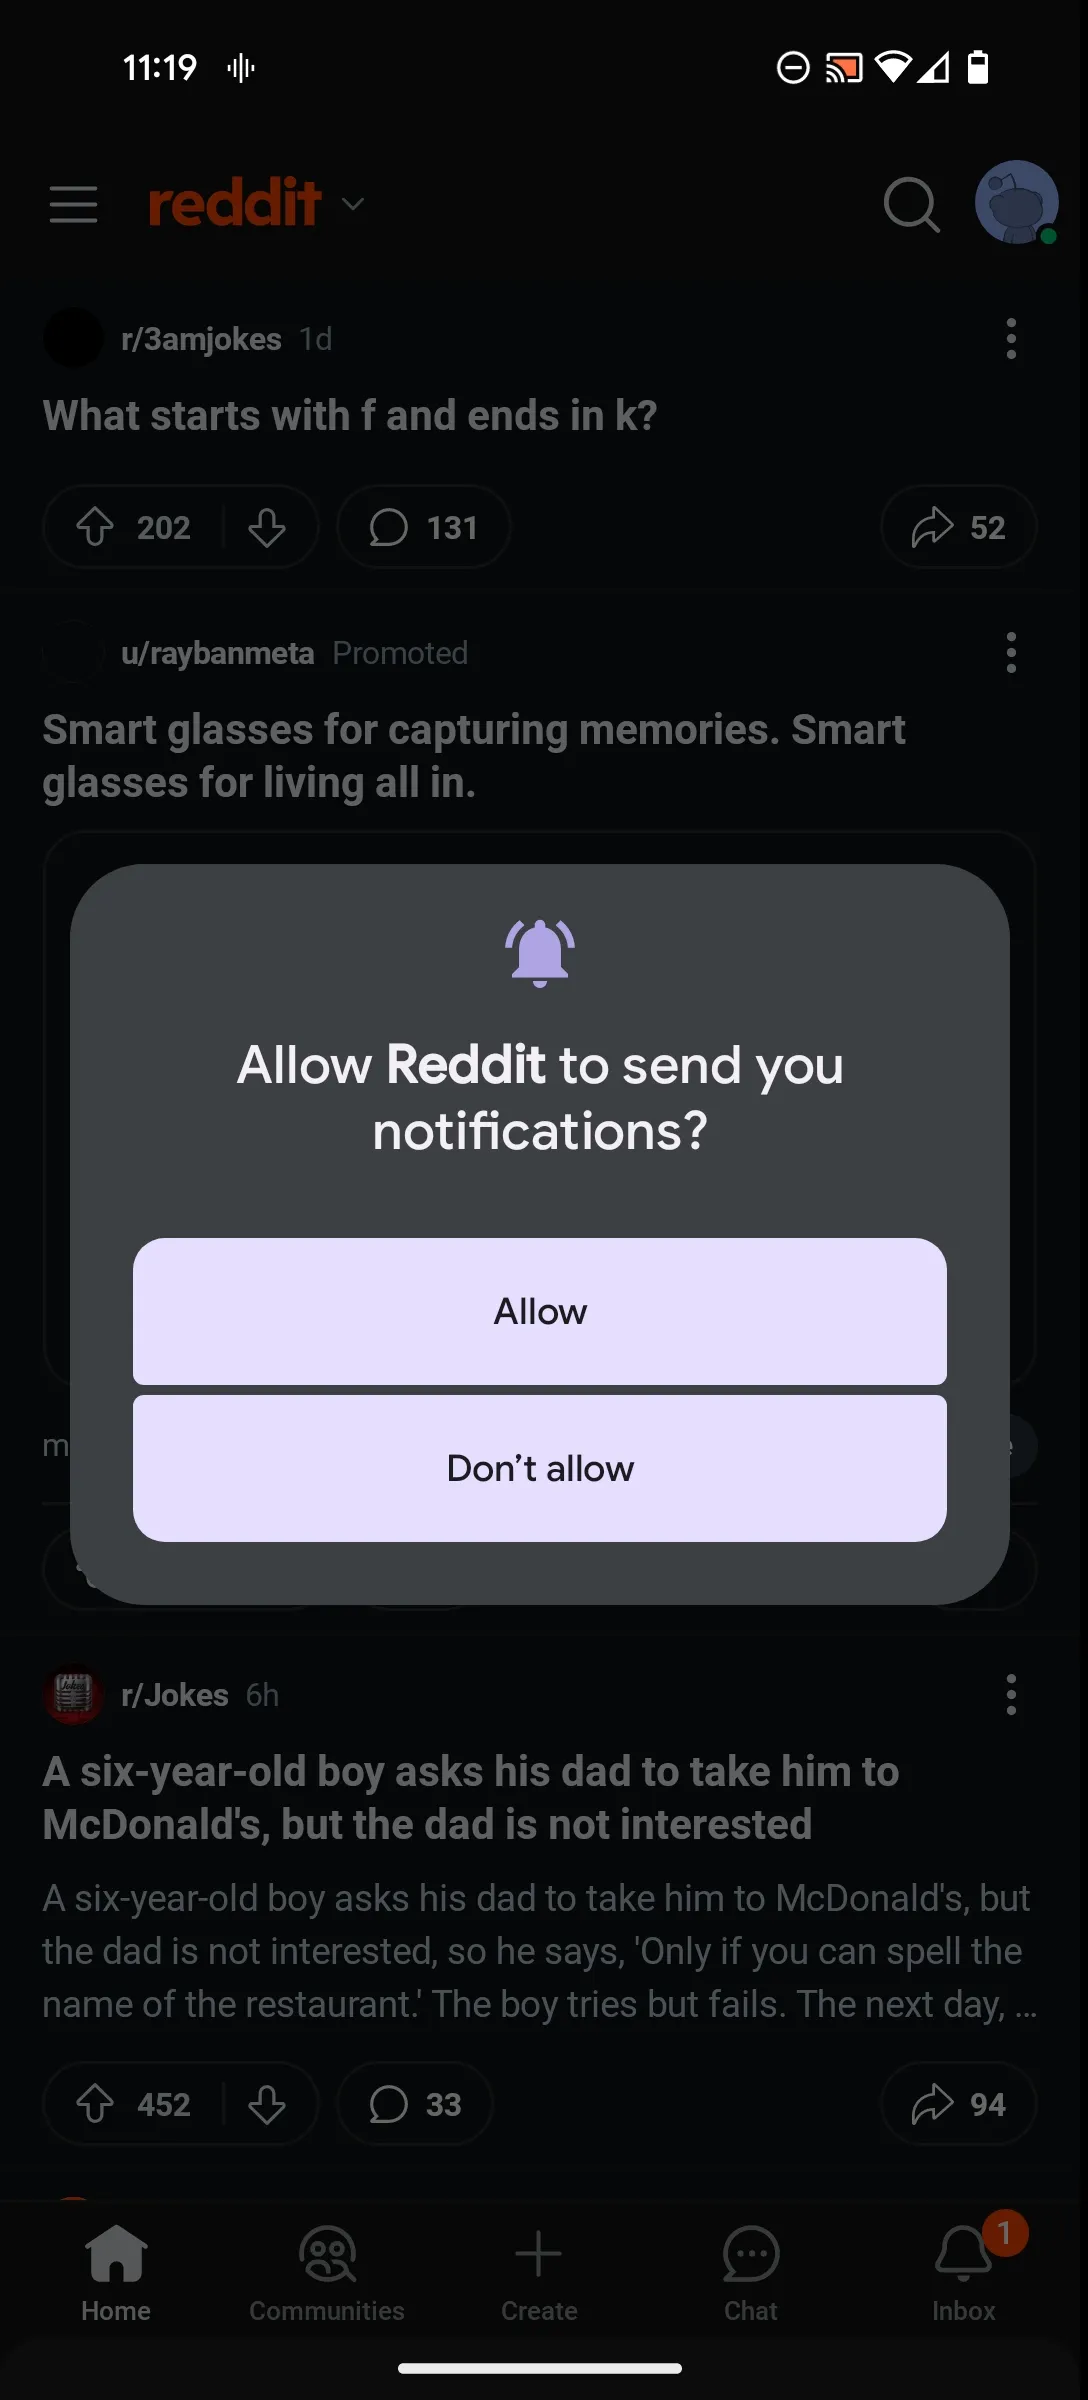 11:19
reddit
r/3amjokes 1d
What starts with f and ends in k?
202 131 52
u/raybanmeta Promoted
Smart glasses for capturing memories. Smart
glasses for living all in.
Allow Reddit to send you
notifications?
Allow
Don’t allow
r/Jokes 6h
A six-year-old boy asks his dad to take him to
McDonald's, but the dad is not interested
A six-year-old boy asks his dad to take him to McDonald's, but
the dad is not interested, so he says, 'Only if you can spell the
name of the restaurant.' The boy tries but fails. The next day, ...
452 33 94
1
Home Communities Create Chat Inbox